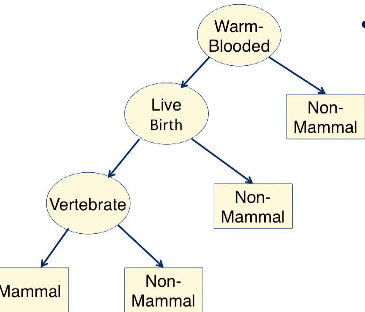 Warm-
Blooded
Live
Birth
Non-
Mammal
Vertebrate
Non-
Mammal
Mammal
Non-
Mammal